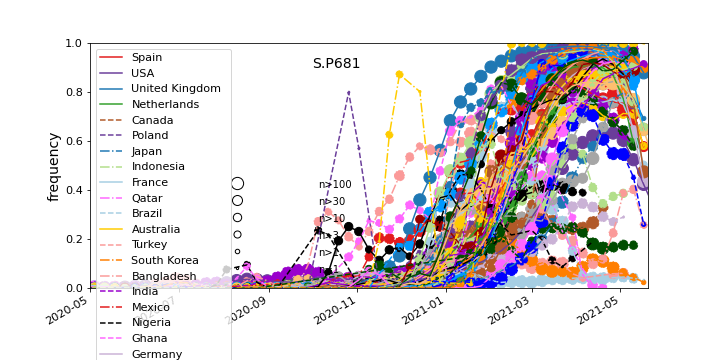 S.P681
frequency
1.0
0.8
0.6
0.4
0.2
0.0
Spain
USA
United Kingdom
Netherlands
Canada
Poland
Japan
Indonesia
France
Qatar
Brazil
Australia
Turkey
South Korea
Bangladesh
India
Mexico
Nigeria
Ghana
Germany
n>100
n>30
n>10
n>3
2020-05
2020-09
2020-11
2021-01
2021-03
2021-05